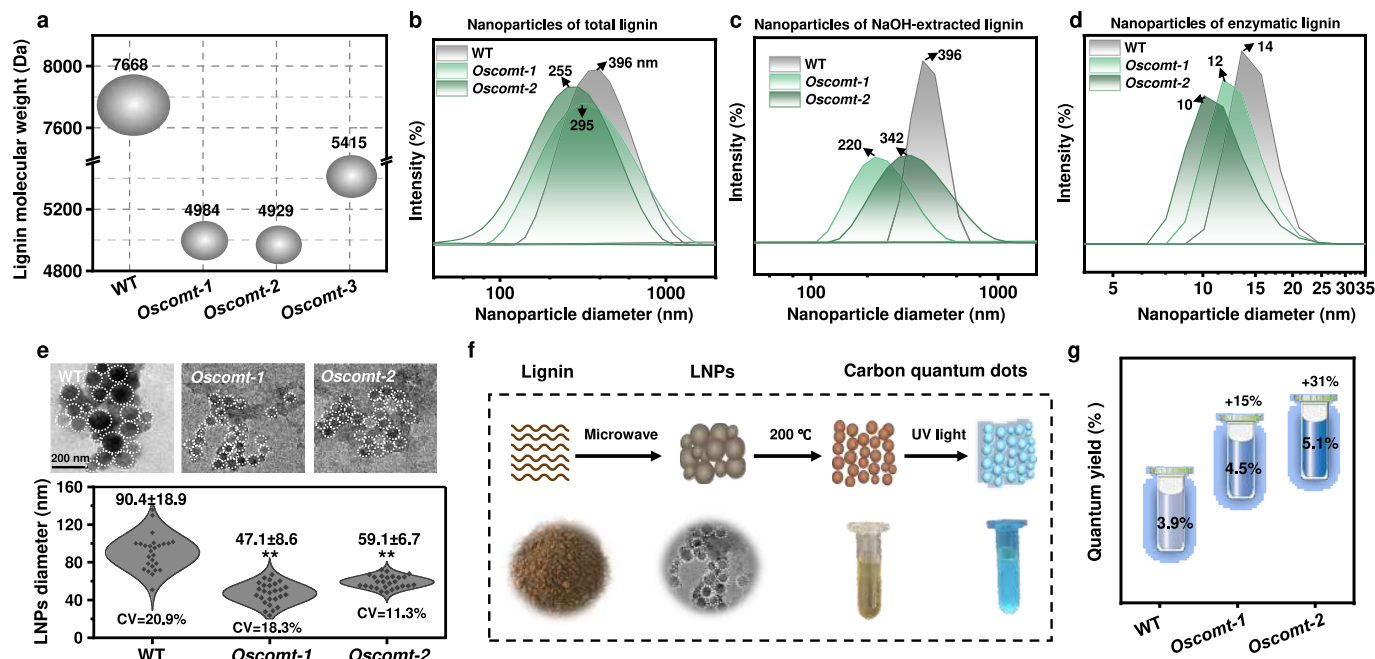 a
Lignin molecular weight (Da)
8000
7600
5200
4800
7668
4984
4929
5415
WT
Oscomt-1
Oscomt-2
Oscomt-3
b
Nanoparticles of total lignin
WT
Oscomt-1
Oscomt-2
255
396 nm
295
Intensity (%)
100
1000
Nanoparticle diameter (nm)
c
Nanoparticles of NaOH-extracted lignin
WT
Oscomt-1
Oscomt-2
396
220
342
Intensity (%)
100
1000
Nanoparticle diameter (nm)
d
Nanoparticles of enzymatic lignin
WT
Oscomt-1
Oscomt-2
14
12
10
Intensity (%)
5
10
15
20
25
30
35
Nanoparticle diameter (nm)
e
WT
Oscomt-1
Oscomt-2
200 nm
LNPs diameter (nm)
160
120
80
40
0
90.4±18.9
47.1±8.6
**
59.1±6.7
**
CV=20.9%
CV=18.3%
CV=11.3%
WT
Oscomt-1
Oscomt-2
f
Lignin
LNPs
Carbon quantum dots
Microwave
200 ℃
UV light
g
Quantum yield (%)
+15%
+31%
3.9%
4.5%
5.1%
WT
Oscomt-1
Oscomt-2